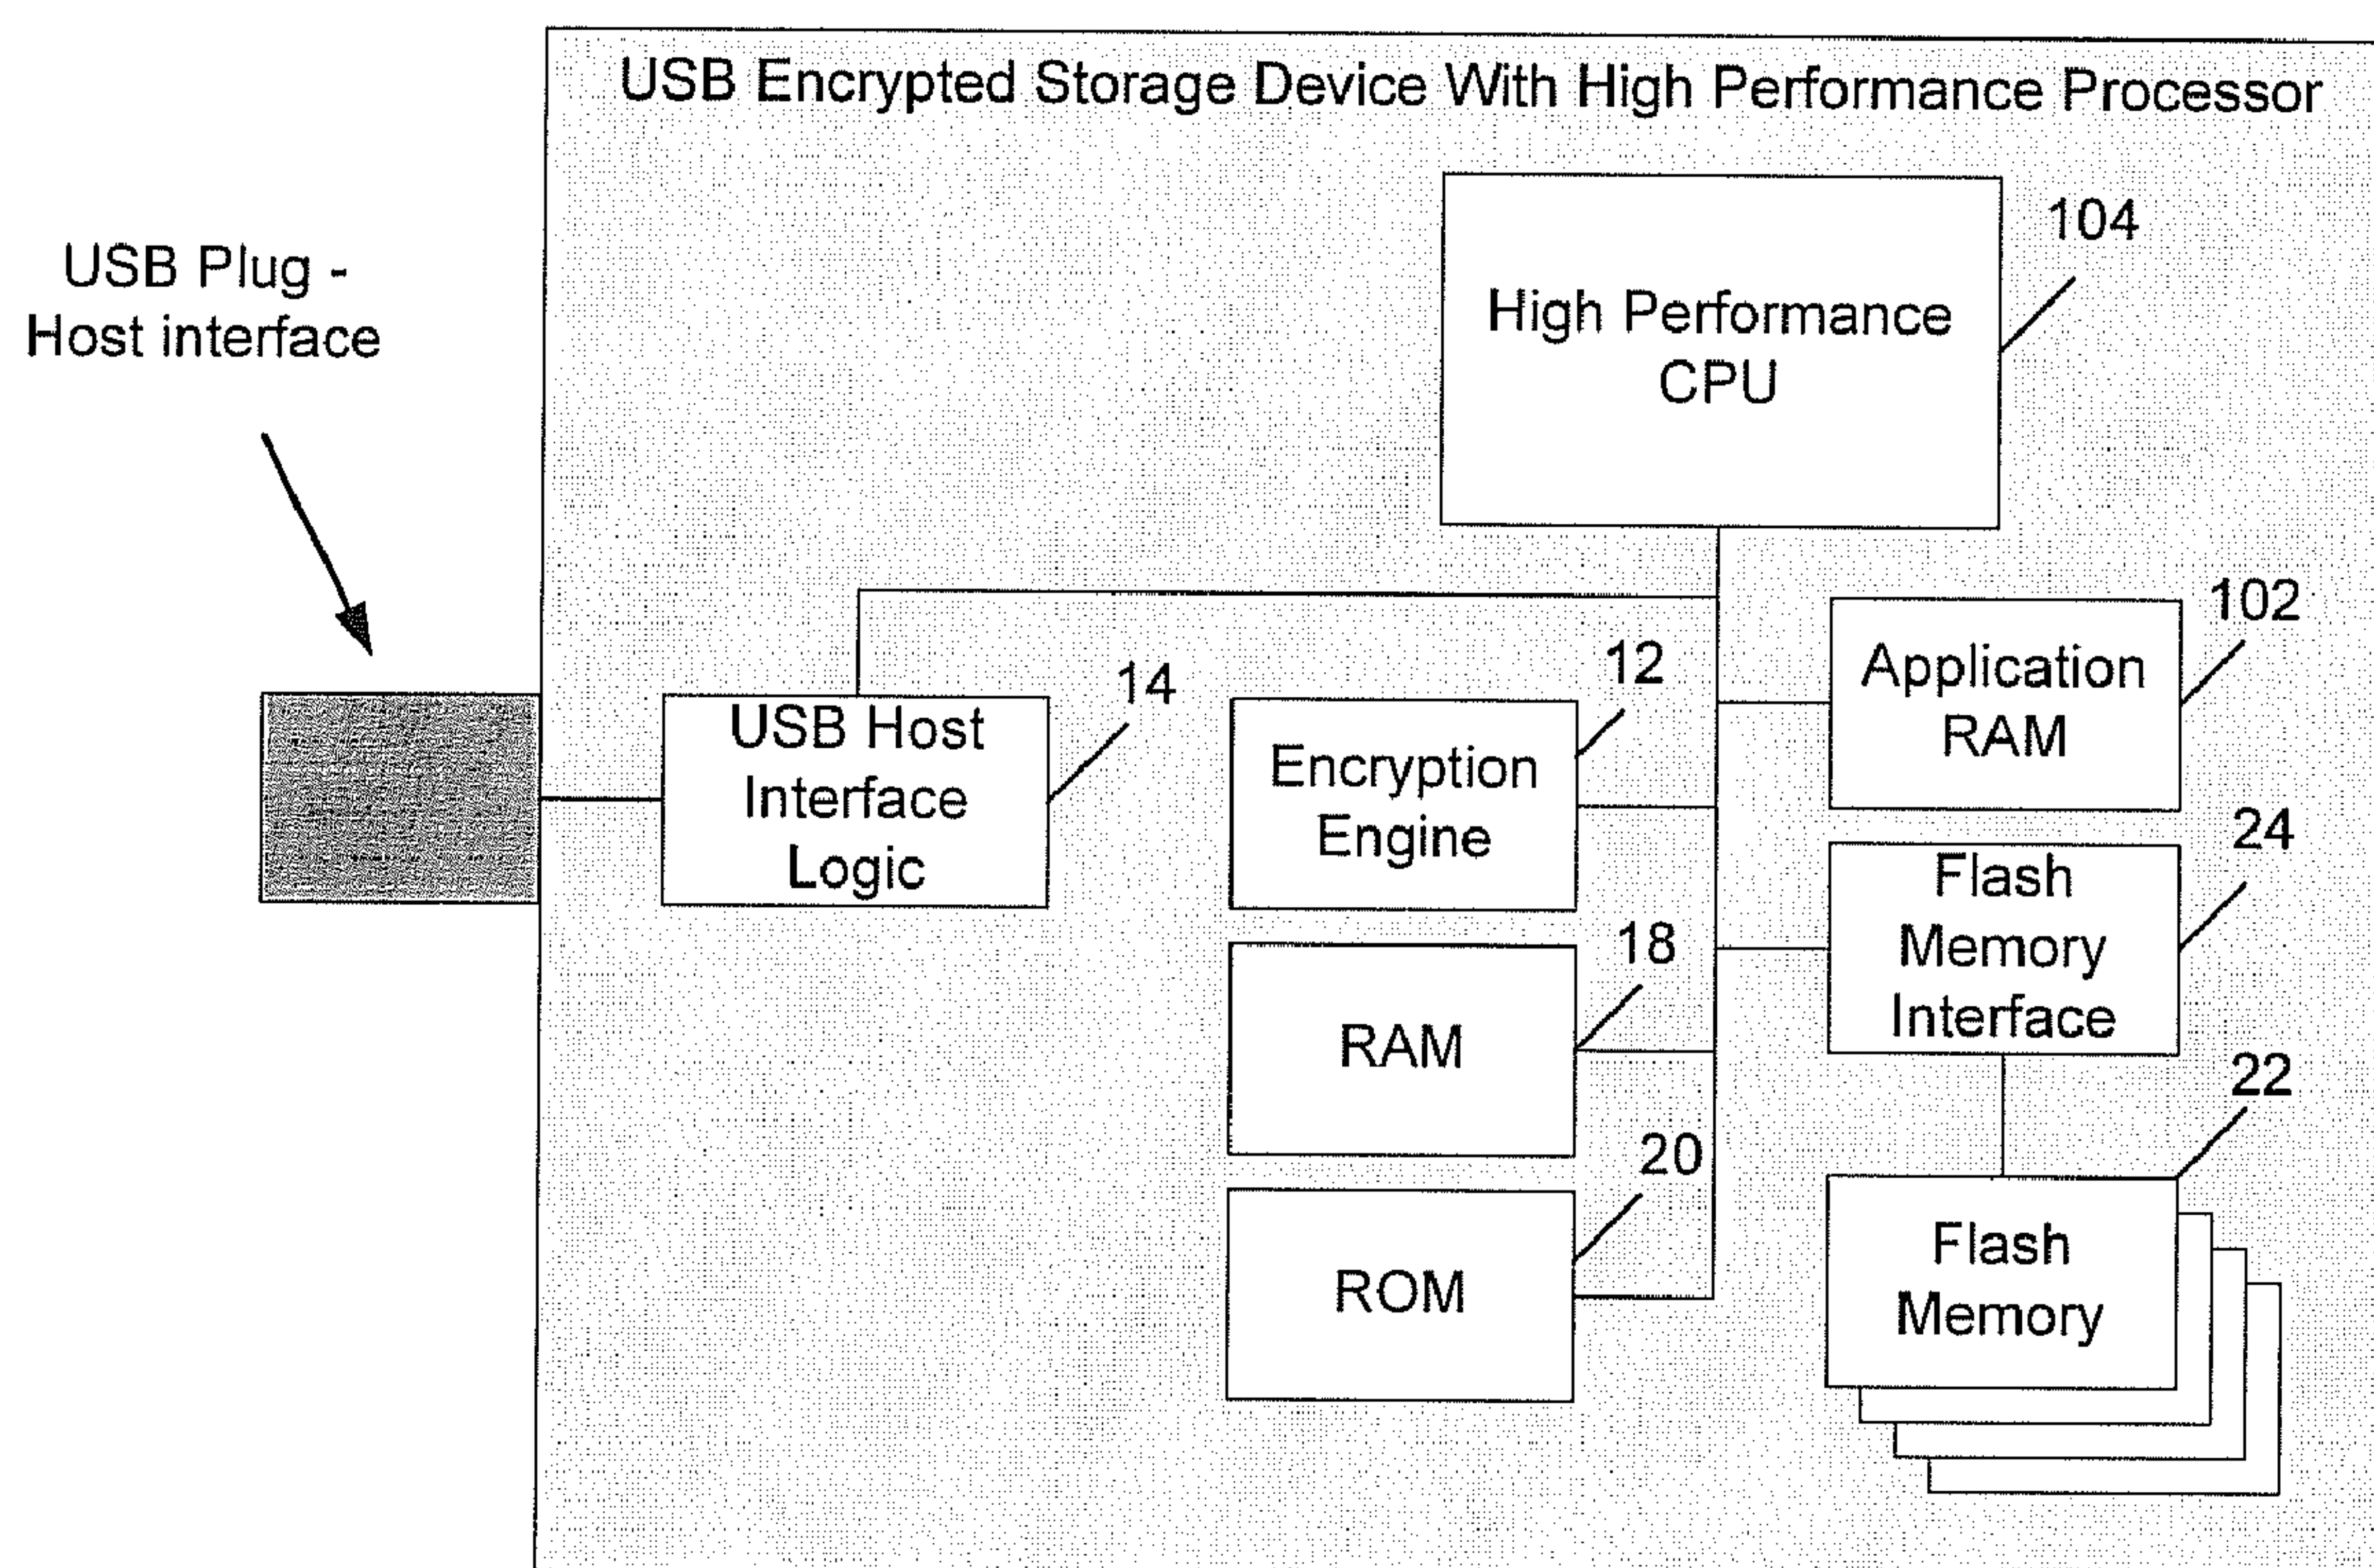 USB Encrypted Storage Device With High Performance Processor
USB Plug -
Host interface
High Performance
CPU
104
USB Host
Interface
Logic
14
Encryption
Engine
12
Application
RAM
102
RAM
18
Flash
Memory
Interface
24
ROM
20
Flash
Memory
22